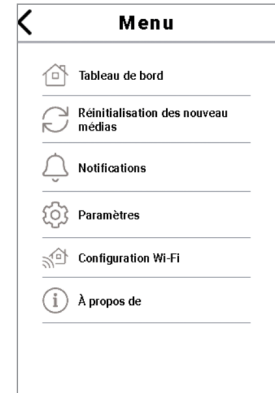 Menu
Tableau de bord
Réinitialisation des nouveau
médias
Notifications
Paramètres
Configuration Wi-Fi
À propos de